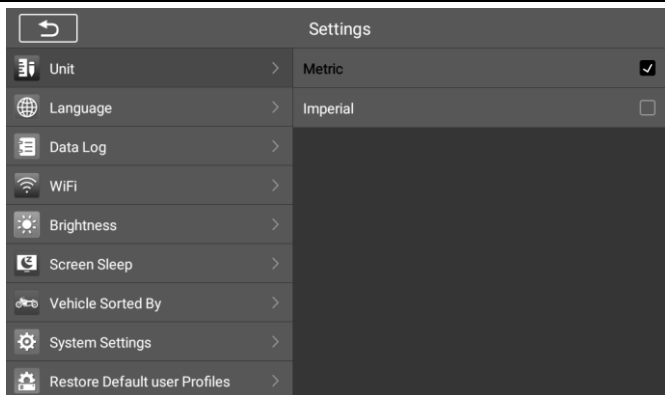 Settings
Unit
Metric
Language
Imperial
Data Log
WiFi
Brightness
Screen Sleep
Vehicle Sorted By
System Settings
Restore Default user Profiles